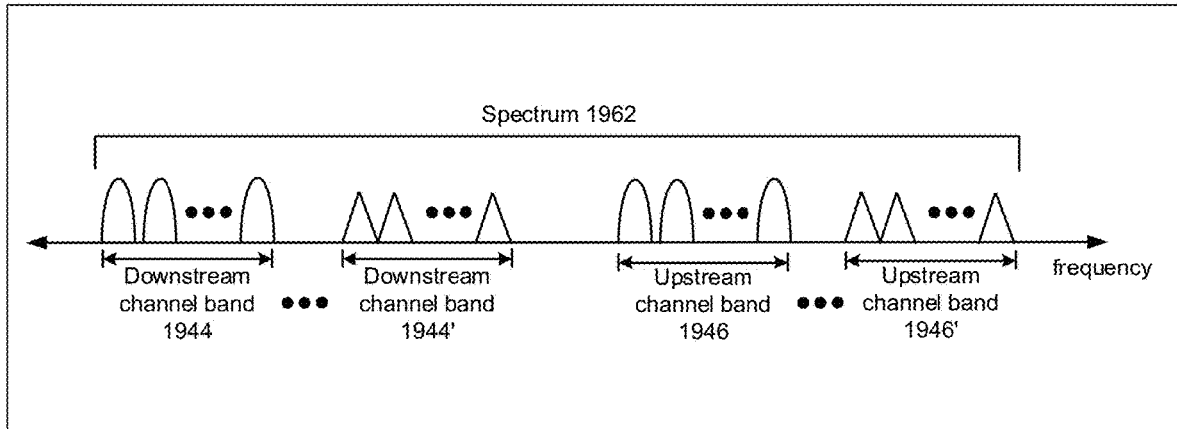 Spectrum 1962
frequency
Downstream
channel band
1944
Downstream
channel band
1944'
Upstream
channel band
1946
Upstream
channel band
1946'